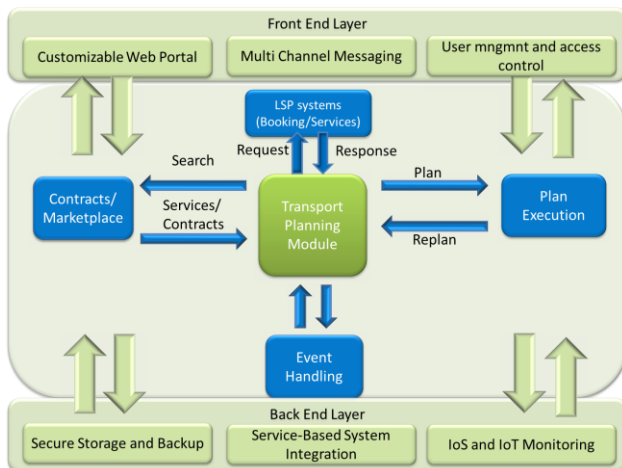 Front End Layer
Customizable Web Portal
Multi Channel Messaging
User mngmnt and access
control
LSP systems
(Booking/Services)
Request
Response
Search
Plan
Contracts/
Marketplace
Services/
Contracts
Transport
Planning
Module
Plan
Execution
Replan
Event
Handling
Back End Layer
Secure Storage and Backup
Service-Based System
Integration
IoS and IoT Monitoring